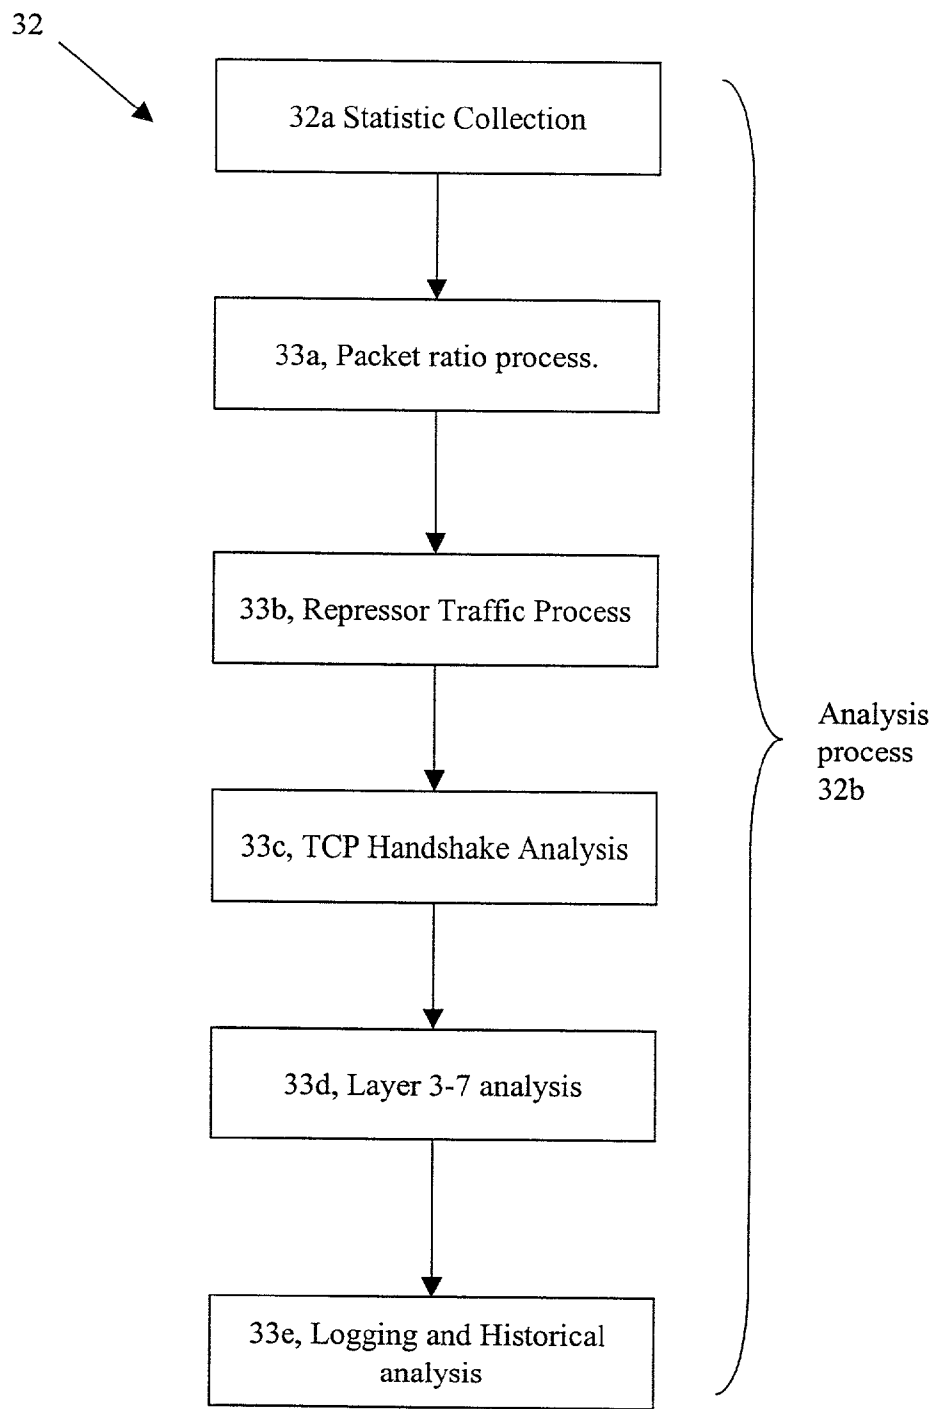 32
32a Statistic Collection
33a, Packet ratio process.
33b, Repressor Traffic Process
33c, TCP Handshake Analysis
33d, Layer 3-7 analysis
33e, Logging and Historical
analysis
Analysis
process
32b